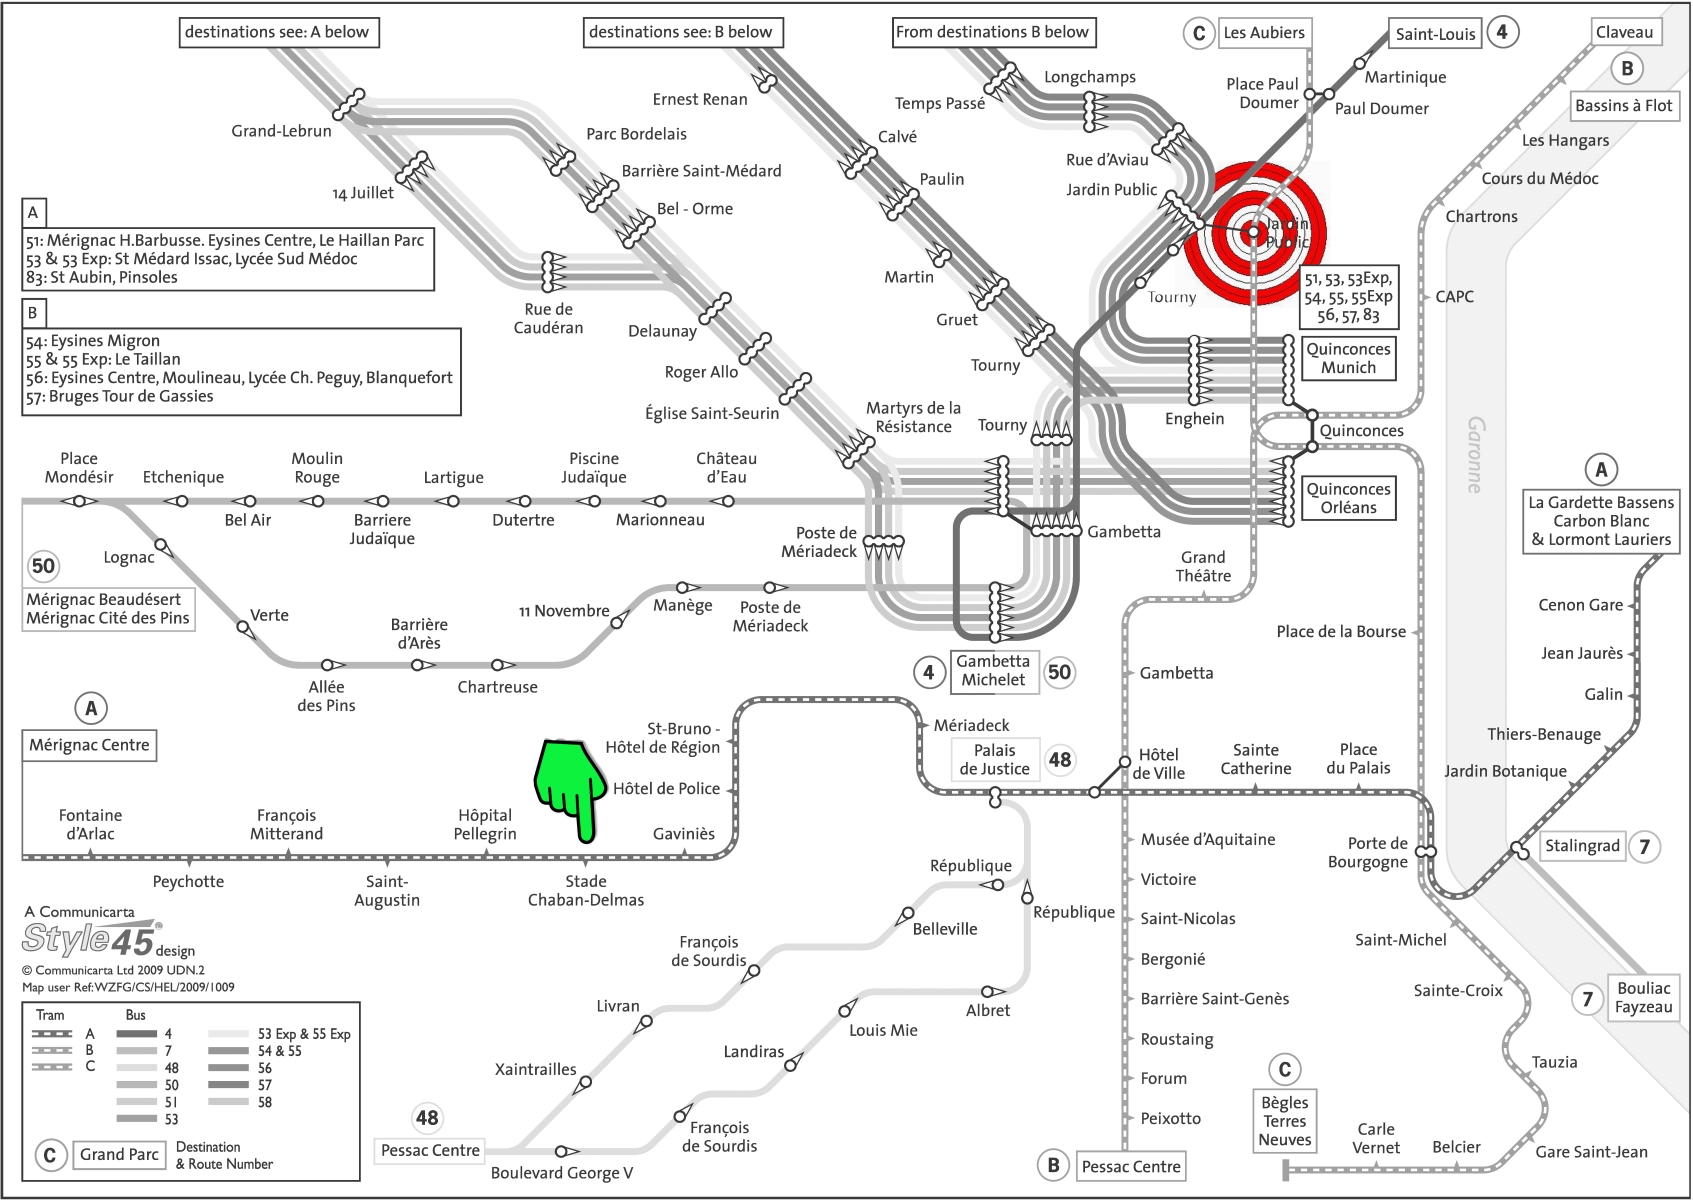 destinations see: A below
destinations see: B below
From destinations B below
C
Les Aubiers
Saint-Louis
4
Claveau
B
Bassins à Flot
Ernest Renan
Temps Passé
Longchamps
Place Paul
Doumer
Martinique
Paul Doumer
Grand-Lebrun
Parc Bordelais
Calvé
Rue d'Aviau
Les Hangars
Barrière Saint-Médard
14 Juillet
Paulin
Jardin Public
Cours du Médoc
Bel - Orme
Chartrons
Jardin
Public
A
51: Mérignac H.Barbusse. Eysines Centre, Le Haillan Parc
53 & 53 Exp: St Médard Issac, Lycée Sud Médoc
83: St Aubin, Pinsoles
B
54: Eysines Migron
55 & 55 Exp: Le Taillan
56: Eysines Centre, Moulineau, Lycée Ch. Peguy, Blanquefort
57: Bruges Tour de Gassies
Rue de
Caudéran
Martin
Tourny
51, 53, 53Exp,
54, 55, 55Exp
56, 57, 83
CAPC
Delaunay
Gruet
Roger Allo
Tourny
Quinconces
Munich
Église Saint-Seurin
Martyrs de la
Résistance
Tourny
Enghein
Quinconces
Garonne
Place
Mondésir
Etchenique
Moulin
Rouge
Lartigue
Piscine
Judaïque
Château
d'Eau
Bel Air
Barriere
Judaïque
Dutertre
Marionneau
Quinconces
Orléans
A
La Gardette Bassens
Carbon Blanc
& Lormont Lauriers
Poste de
Mériadeck
Gambetta
Lognac
50
Mérignac Beaudésert
Mérignac Cité des Pins
Verte
Barrière
d'Arès
11 Novembre
Manège
Poste de
Mériadeck
Grand
Théâtre
Cenon Gare
Place de la Bourse
Jean Jaurès
Allée
des Pins
Chartreuse
4
Gambetta
Michelet
50
Gambetta
Galin
A
Mérignac Centre
St-Bruno -
Hôtel de Région
Mériadeck
Thiers-Benauge
Palais
de Justice
48
Hôtel
de Ville
Sainte
Catherine
Place
du Palais
Jardin Botanique
Hôtel de Police
Fontaine
d'Arlac
François
Mitterand
Hôpital
Pellegrin
Gaviniès
Peychotte
Saint-
Augustin
Stade
Chaban-Delmas
Musée d'Aquitaine
Porte de
Bourgogne
Stalingrad
7
République
Victoire
République
Saint-Nicolas
Belleville
Saint-Michel
François
de Sourdis
Bergonié
A Communicarta
Style45
design
© Communicarta Ltd 2009 UDN.2
Map user Ref:WZFG/CS/HEL/2009/1009
Livran
Albret
Louis Mie
Barrière Saint-Genès
Sainte-Croix
7
Bouliac
Fayzeau
Roustaing
Landiras
Xaintrailles
Forum
Tauzia
C
Bègles
Terres
Neuves
Peixotto
48
Pessac Centre
François
de Sourdis
Boulevard George V
B
Pessac Centre
Carle
Vernet
Belcier
Gare Saint-Jean
Tram
Bus
A
4
53 Exp & 55 Exp
B
7
54 & 55
C
48
56
50
57
51
58
53
C
Grand Parc
Destination
& Route Number